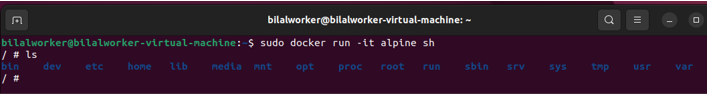 bilalworker@bilalworker-virtual-machine: ~
bilalworker@bilalworker-virtual-machine:~$ sudo docker run -it alpine sh
/ # ls
bin dev etc home lib media mnt opt proc root run sbin srv sys tmp usr var
/ #